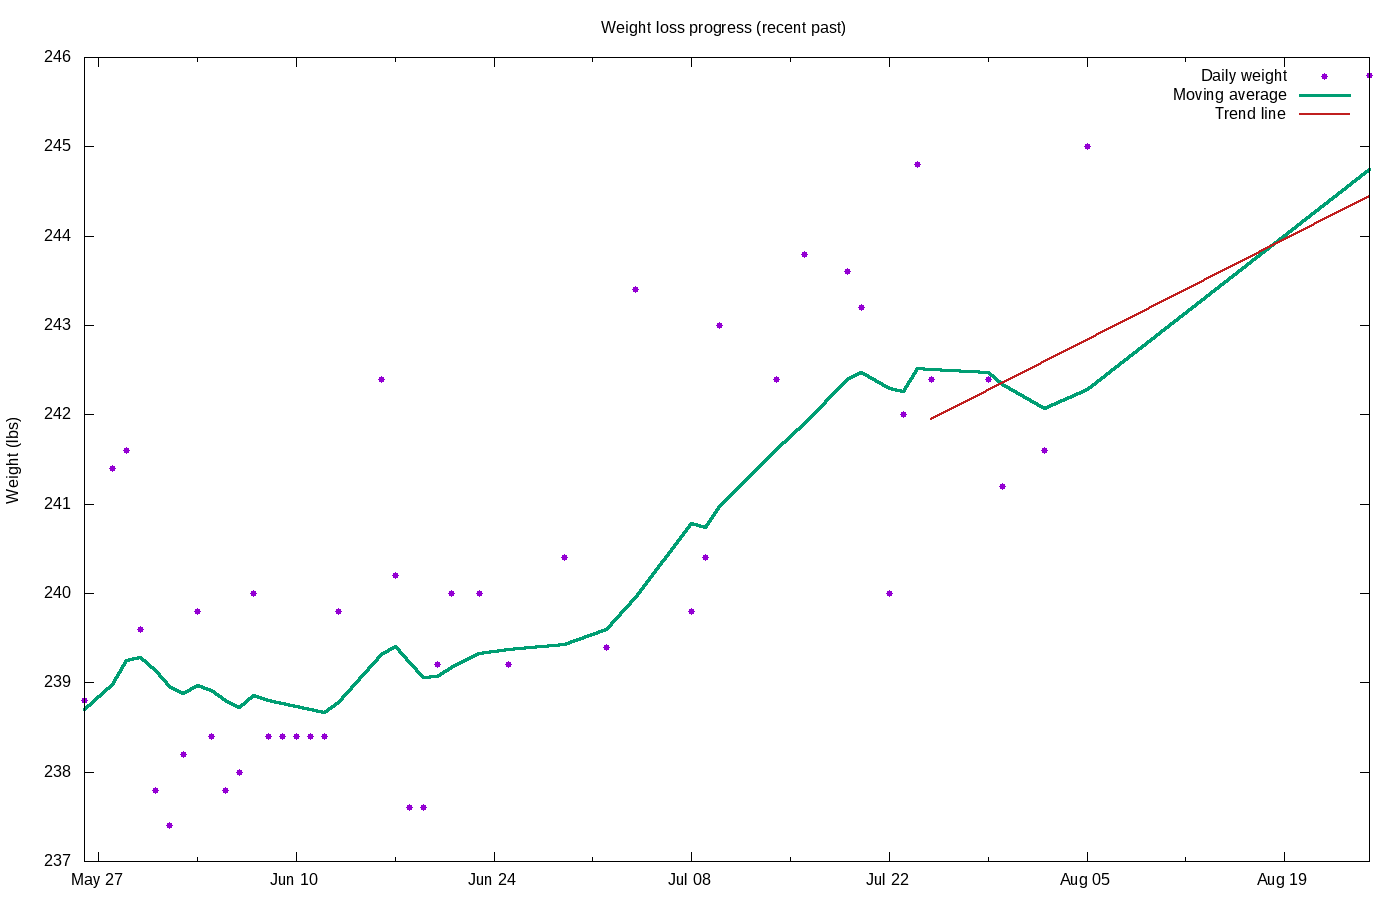 Weight loss progress (recent past)
246
245
244
243
242
241
240
239
238
237
Weight (lbs)
Daily weight
Moving average
Trend line
May 27
Jun 10
Jun 24
Jul 08
Jul 22
Aug 05
Aug 19